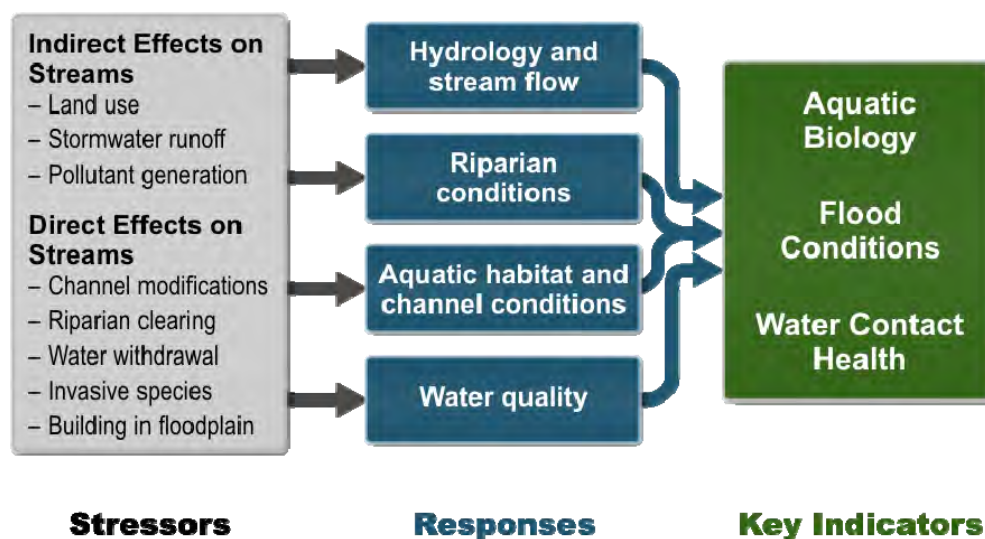 Indirect Effects on
Streams
– Land use
– Stormwater runoff
– Pollutant generation
Direct Effects on
Streams
– Channel modifications
– Riparian clearing
– Water withdrawal
– Invasive species
– Building in floodplain
Hydrology and
stream flow
Riparian
conditions
Aquatic habitat and
channel conditions
Water quality
Aquatic
Biology
Flood
Conditions
Water Contact
Health
Stressors
Responses
Key Indicators